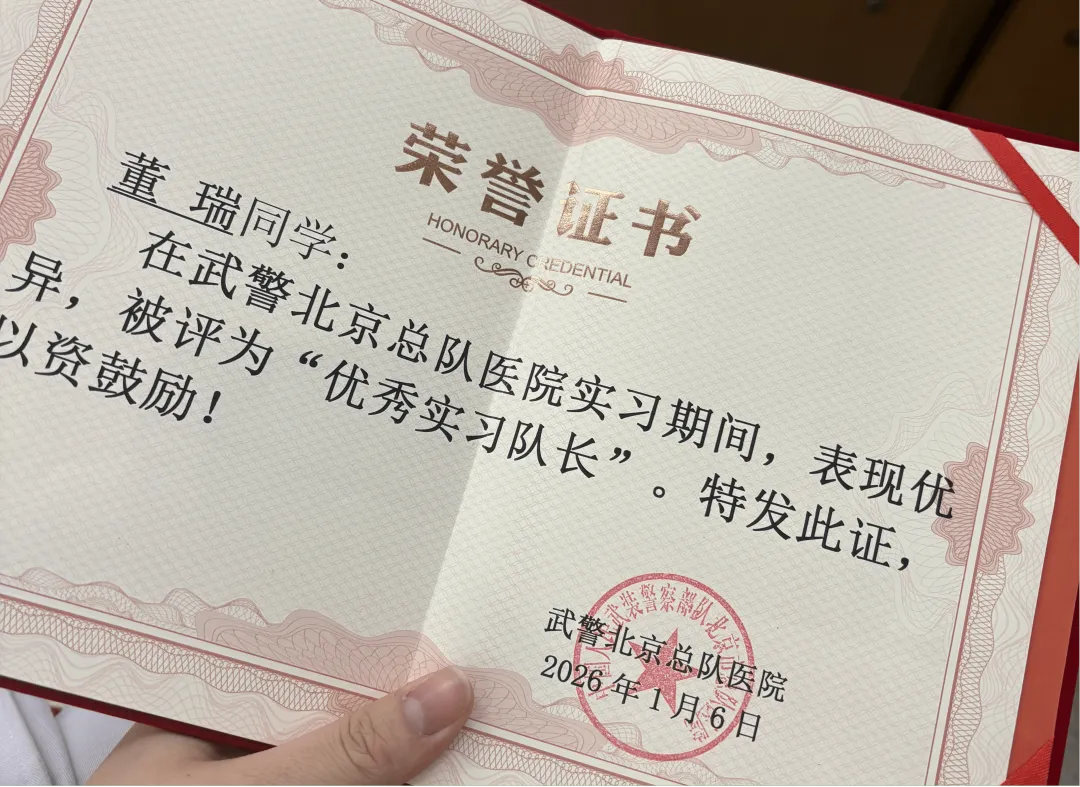 荣誉证书
HONORARY CREDENTIAL
董 瑞同学：
在武警北京总队医院实习期间，表现优
异，被评为“优秀实习队长”。特发此证，
以资鼓励！
武警北京总队医院
2026年1月6日